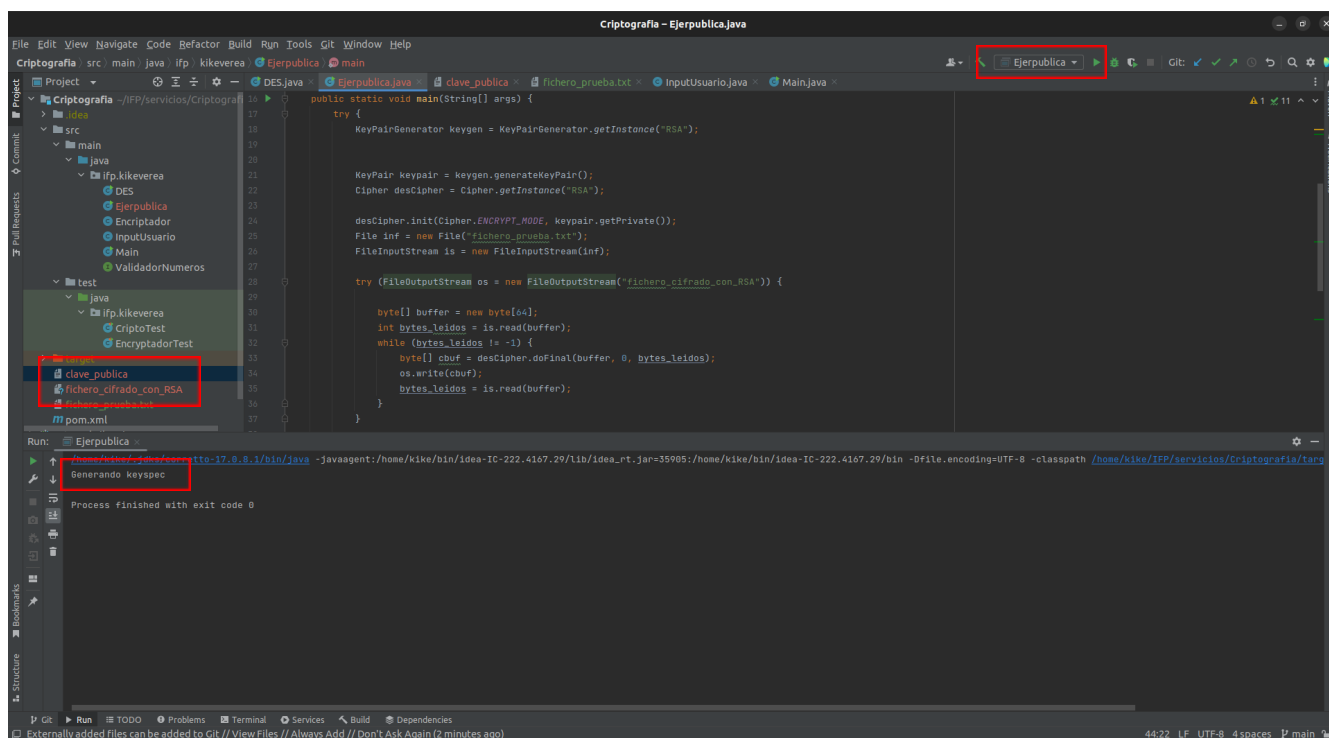 Criptografia – Ejerpublica.java
File Edit View Navigate Code Refactor Build Run Tools Git Window Help
Criptografia src main java ifp kikeverea Ejerpublica main
Ejerpublica
Git:
Project
DES.java Ejerpublica.java clave_publica fichero_prueba.txt InputUsuario.java Main.java
Criptografia ~/IFP/servicios/Criptografi
.idea
src
main
java
ifp.kikeverea
DES
Ejerpublica
Encriptador
InputUsuario
Main
ValidadorNumeros
test
java
ifp.kikeverea
CriptoTest
EncryptadorTest
target
clave_publica
fichero_cifrado_con_RSA
fichero_prueba.txt
pom.xml
Project
Commit
Pull Requests
Bookmarks
Structure
1 11
16 public static void main(String[] args) {
17 try {
18 KeyPairGenerator keygen = KeyPairGenerator.getInstance("RSA");
19
20
21 KeyPair keypair = keygen.generateKeyPair();
22 Cipher desCipher = Cipher.getInstance("RSA");
23
24 desCipher.init(Cipher.ENCRYPT_MODE, keypair.getPrivate());
25 File inf = new File("fichero_prueba.txt");
26 FileInputStream is = new FileInputStream(inf);
27
28 try (FileOutputStream os = new FileOutputStream("fichero_cifrado_con_RSA")) {
29
30 byte[] buffer = new byte[64];
31 int bytes_leidos = is.read(buffer);
32 while (bytes_leidos != -1) {
33 byte[] cbuf = desCipher.doFinal(buffer, 0, bytes_leidos);
34 os.write(cbuf);
35 bytes_leidos = is.read(buffer);
36 }
37 }
Run: Ejerpublica
/home/kike/.jdks/corretto-17.0.8.1/bin/java -javaagent:/home/kike/bin/idea-IC-222.4167.29/lib/idea_rt.jar=35905:/home/kike/bin/idea-IC-222.4167.29/bin -Dfile.encoding=UTF-8 -classpath /home/kike/IFP/servicios/Criptografia/targ
Generando keyspec
Process finished with exit code 0
Git Run TODO Problems Terminal Services Build Dependencies
Externally added files can be added to Git // View Files // Always Add // Don't Ask Again (2 minutes ago)
44:22 LF UTF-8 4 spaces main